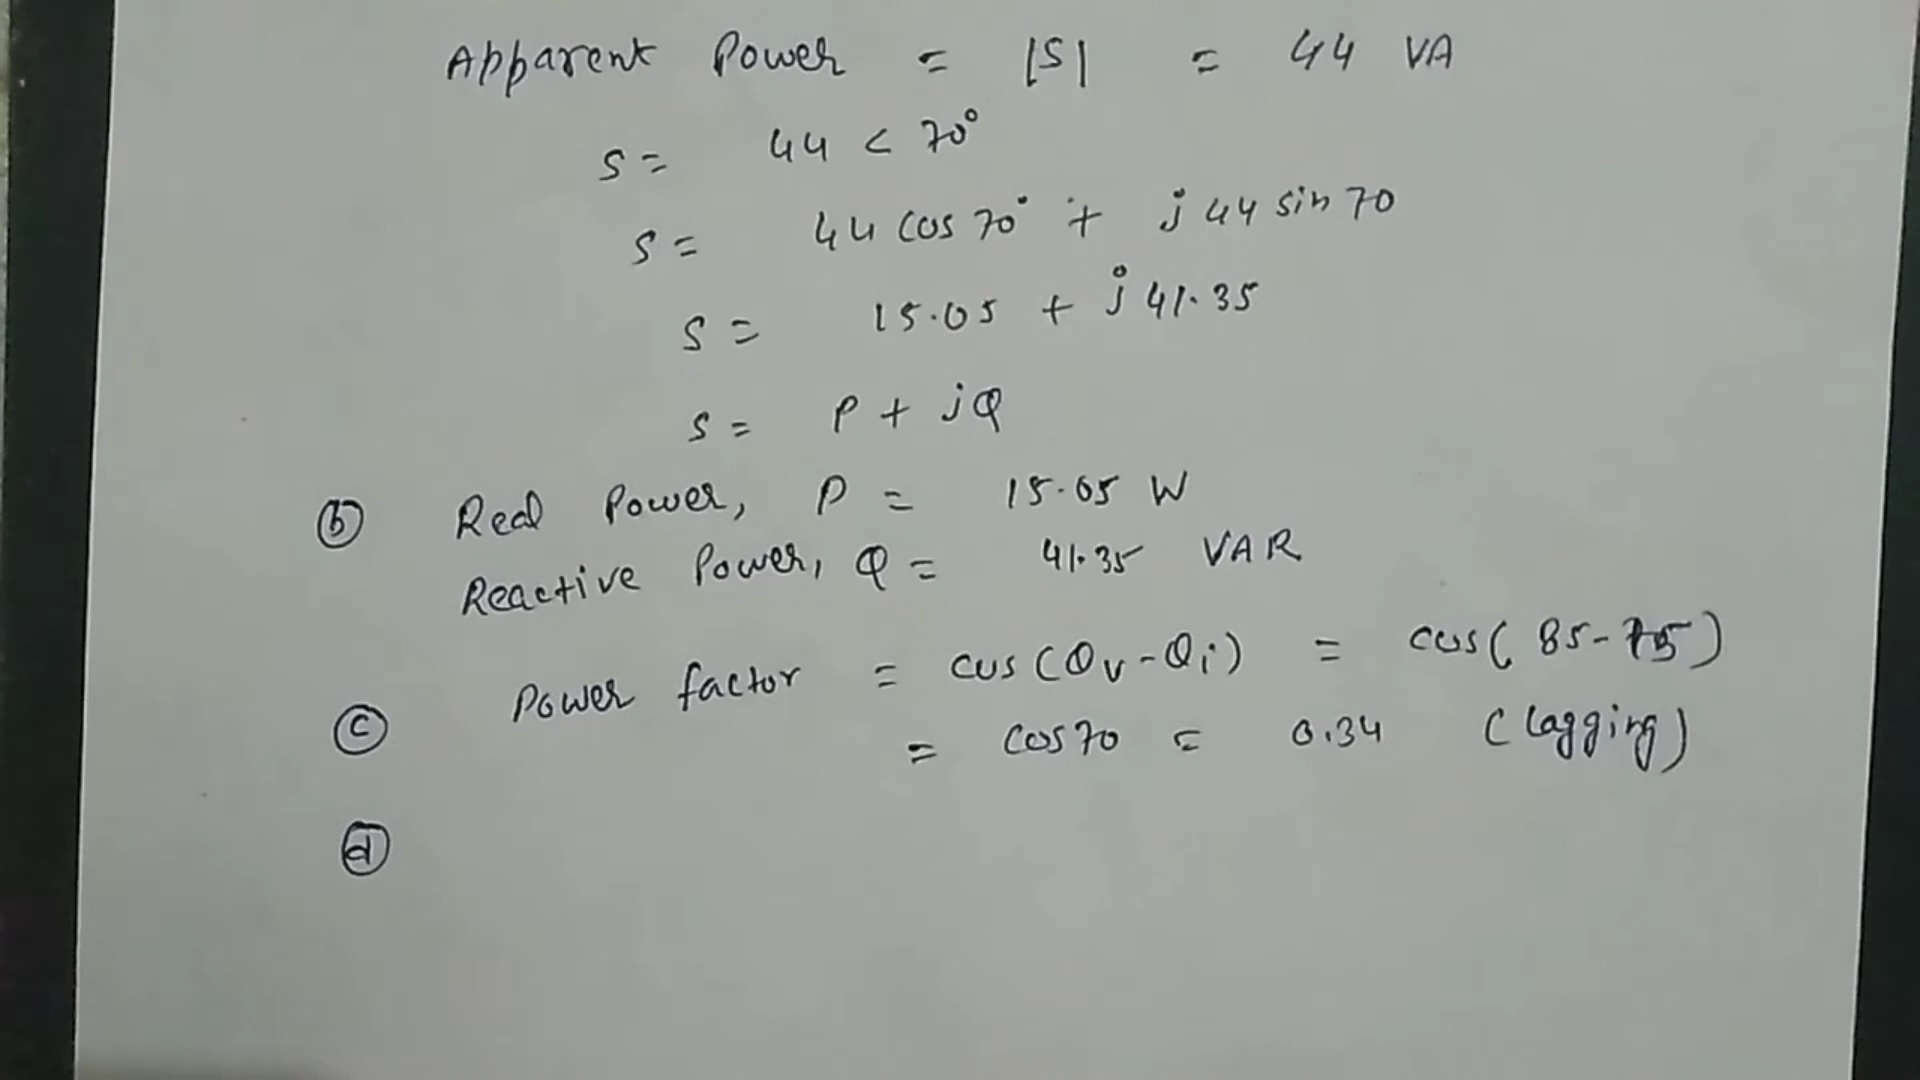 Apparent Power = |S| = 44 VA
S = 44 < 70°
S = 44 cos 70° + j 44 sin 70
S = 15.05 + j 41.35
S = P + jQ
(b) Real Power, P = 15.05 W
Reactive Power, Q = 41.35 VAR
(c) Power factor = cos (θv - θi) = cos( 85-15)
= cos 70 = 0.34 (lagging)
(d)